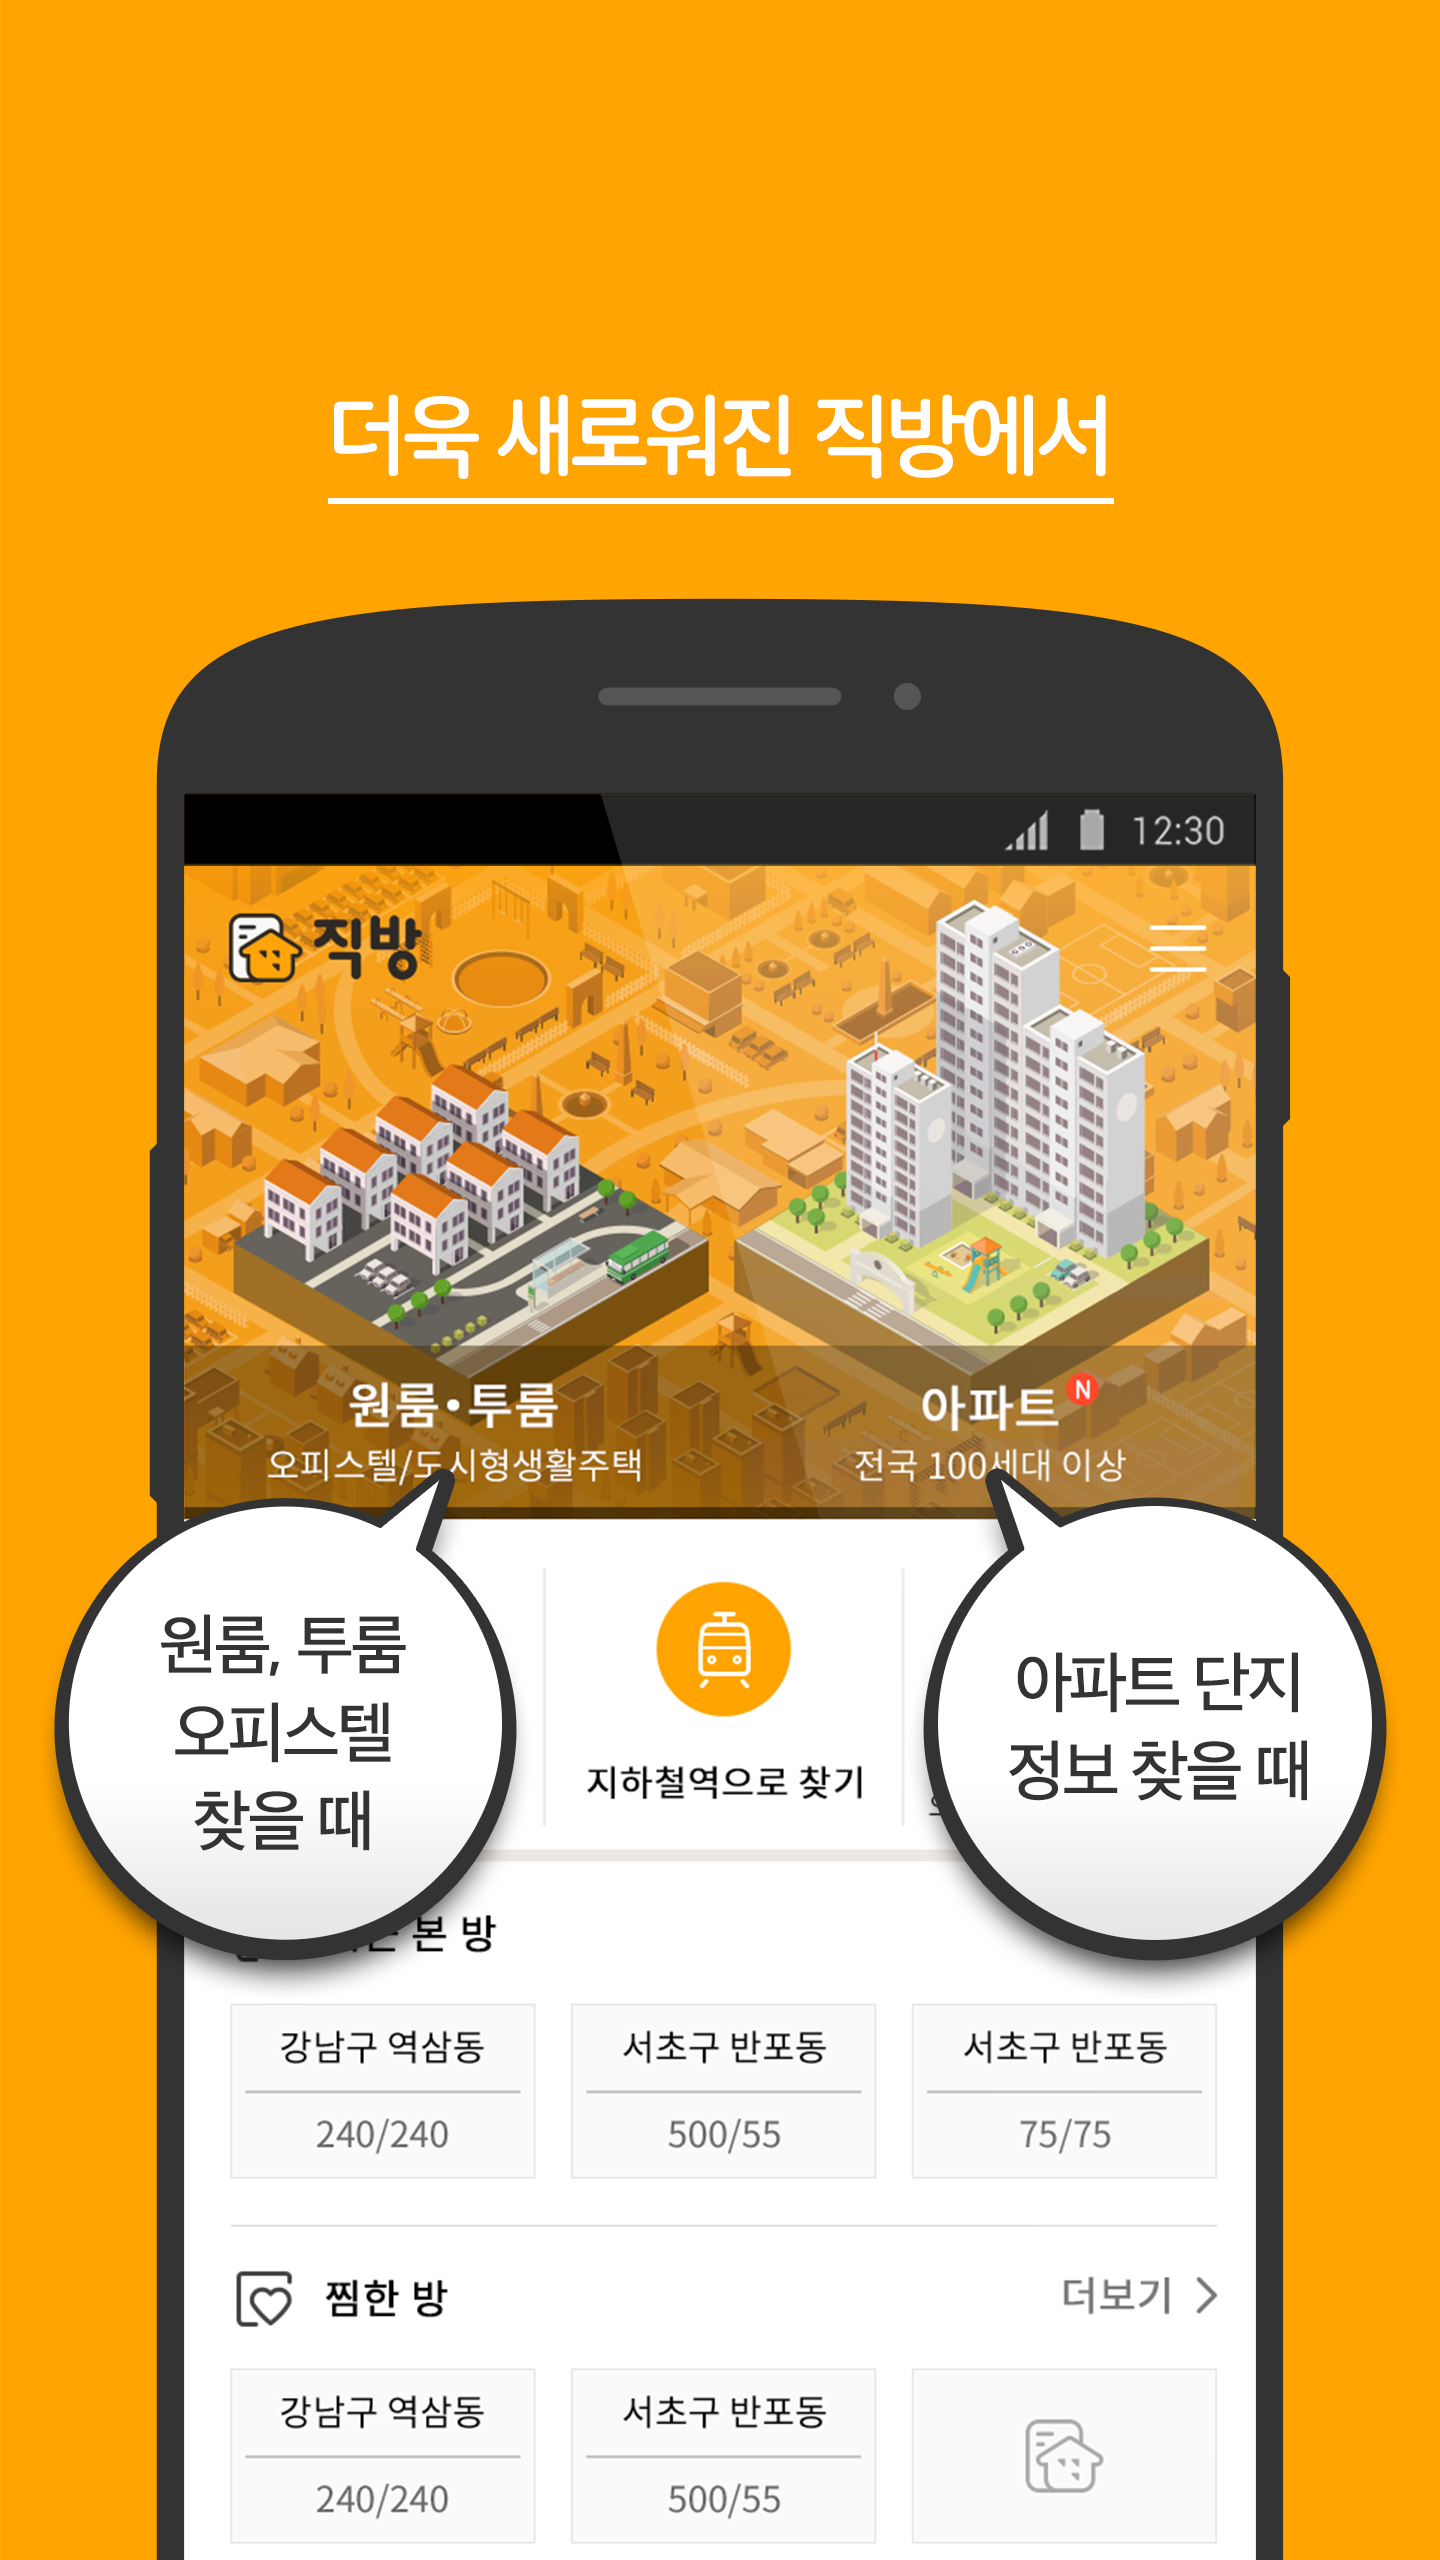 더욱 새로워진 직방에서
12:30
직방
원룸•투룸
오피스텔/도시형생활주택
아파트 N
전국 100세대 이상
원룸, 투룸
오피스텔
찾을 때
지하철역으로 찾기
아파트 단지
정보 찾을 때
본 방
강남구 역삼동
240/240
서초구 반포동
500/55
서초구 반포동
75/75
찜한 방
더보기
강남구 역삼동
240/240
서초구 반포동
500/55